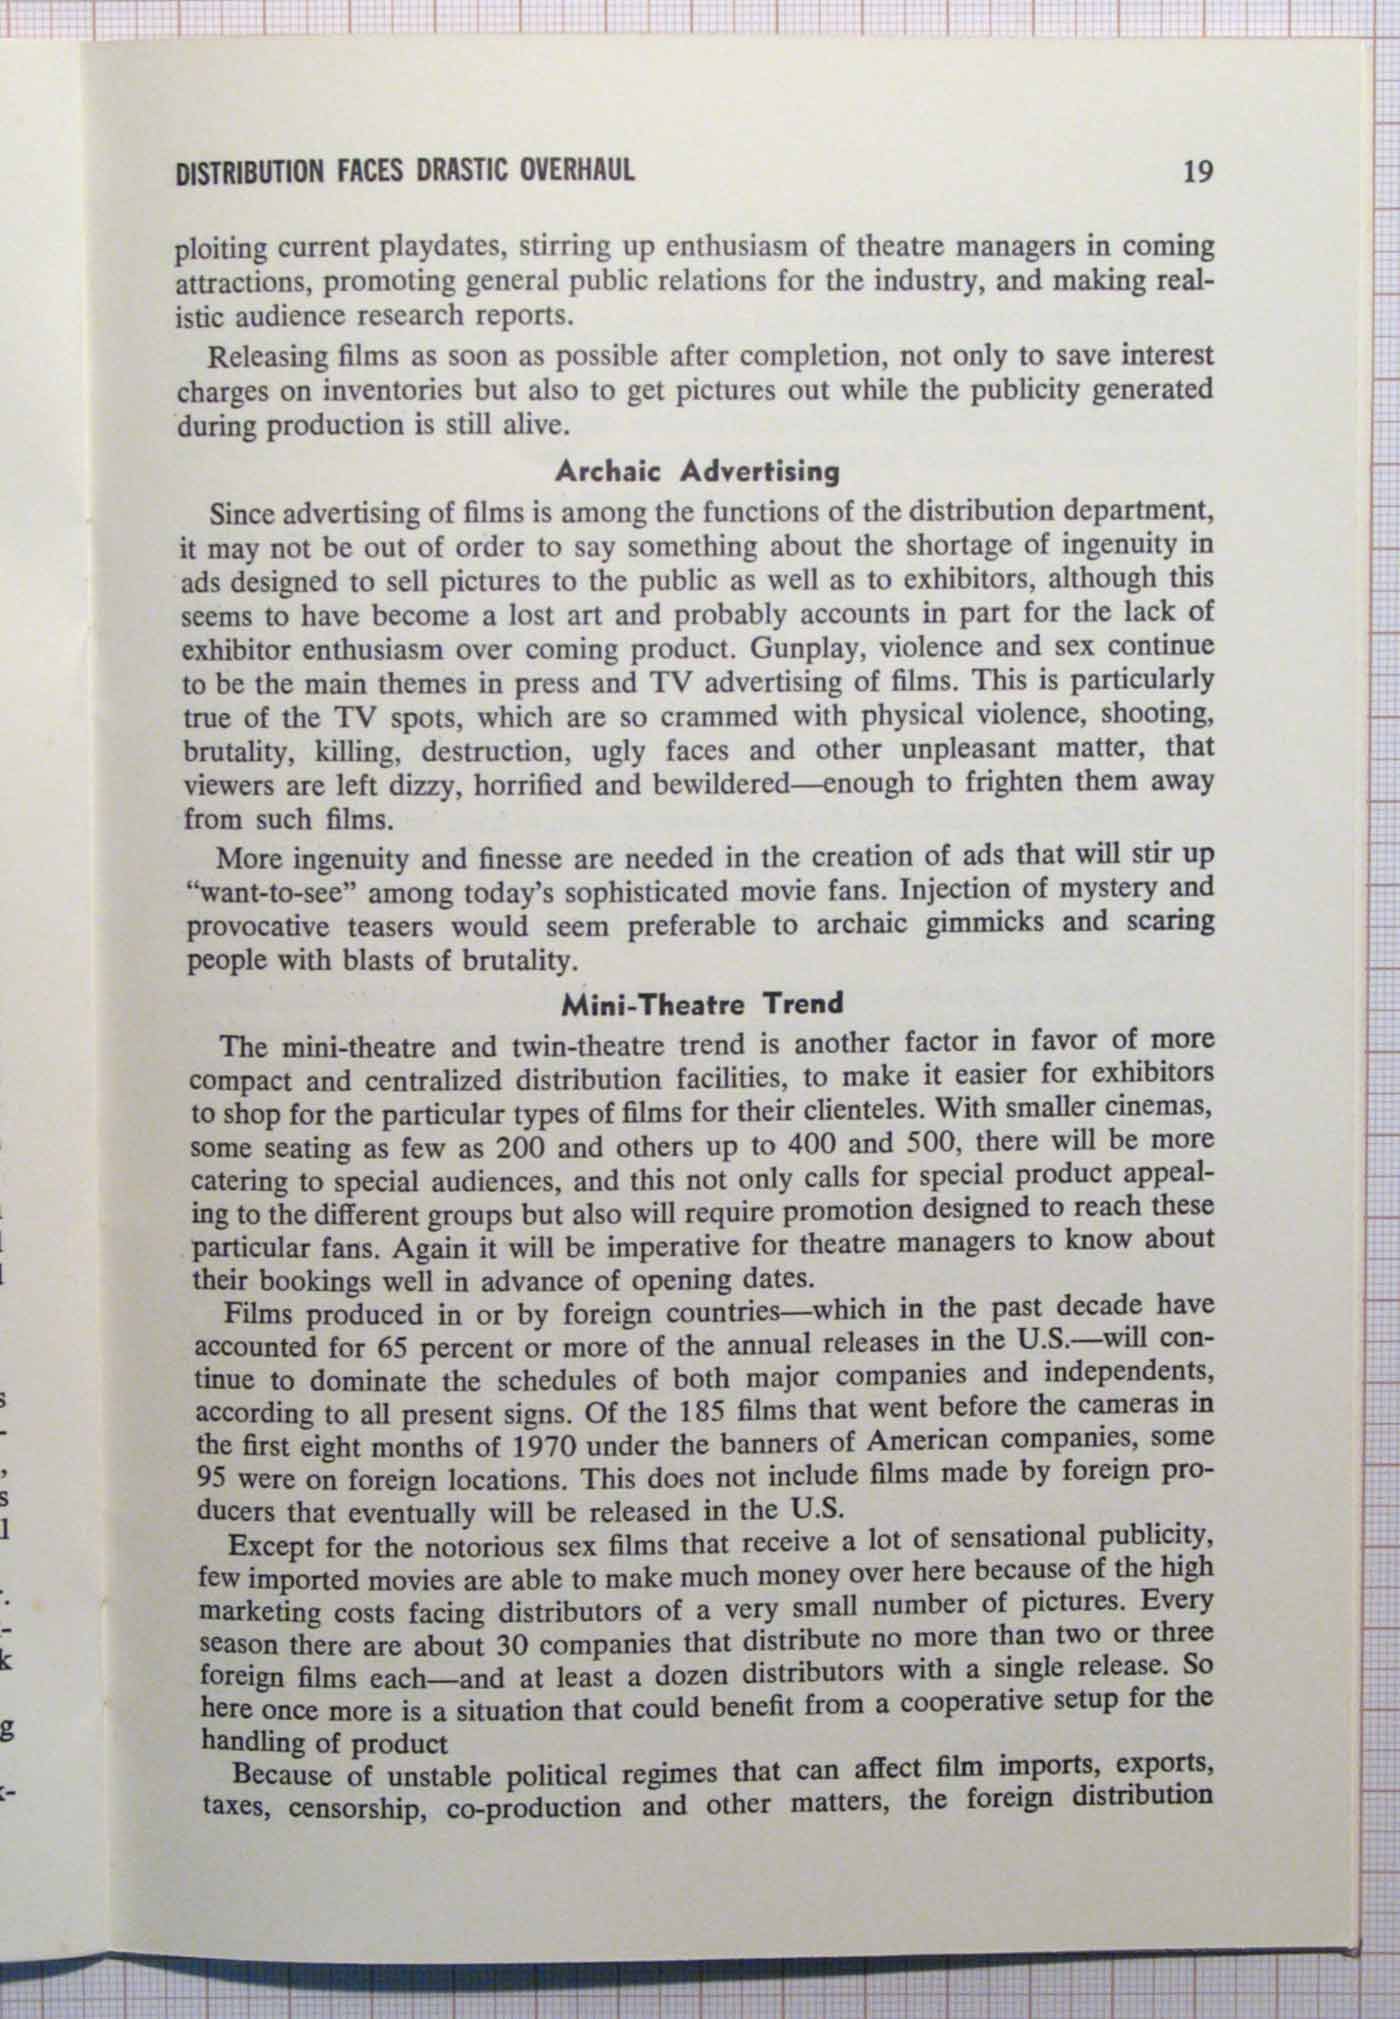 DISTRIBUTION FACES DRASTIC OVERHAUL 19
ploiting current playdates, stirring up enthusiasm of theatre managers in coming
attractions, promoting general public relations for the industry, and making real-
istic audience research reports.
Releasing films as soon as possible after completion, not only to save interest
charges on inventories but also to get pictures out while the publicity generated
during production is still alive.
Archaic Advertising
Since advertising of films is among the functions of the distribution department,
it may not be out of order to say something about the shortage of ingenuity in
ads designed to sell pictures to the public as well as to exhibitors, although this
seems to have become a lost art and probably accounts in part for the lack of
exhibitor enthusiasm over coming product. Gunplay, violence and sex continue
to be the main themes in press and TV advertising of films. This is particularly
true of the TV spots, which are so crammed with physical violence, shooting,
brutality, killing, destruction, ugly faces and other unpleasant matter, that
viewers are left dizzy, horrified and bewildered—enough to frighten them away
from such films.
More ingenuity and finesse are needed in the creation of ads that will stir up
“want-to-see” among today’s sophisticated movie fans. Injection of mystery and
provocative teasers would seem preferable to archaic gimmicks and scaring
people with blasts of brutality.
Mini-Theatre Trend
The mini-theatre and twin-theatre trend is another factor in favor of more
compact and centralized distribution facilities, to make it easier for exhibitors
to shop for the particular types of films for their clienteles. With smaller cinemas,
some seating as few as 200 and others up to 400 and 500, there will be more
catering to special audiences, and this not only calls for special product appeal-
ing to the different groups but also will require promotion designed to reach these
particular fans. Again it will be imperative for theatre managers to know about
their bookings well in advance of opening dates.
Films produced in or by foreign countries—which in the past decade have
accounted for 65 percent or more of the annual releases in the U.S.—will con-
tinue to dominate the schedules of both major companies and independents,
according to all present signs. Of the 185 films that went before the cameras in
the first eight months of 1970 under the banners of American companies, some
95 were on foreign locations. This does not include films made by foreign pro-
ducers that eventually will be released in the U.S.
Except for the notorious sex films that receive a lot of sensational publicity,
few imported movies are able to make much money over here because of the high
marketing costs facing distributors of a very small number of pictures. Every
season there are about 30 companies that distribute no more than two or three
foreign films each—and at least a dozen distributors with a single release. So
here once more is a situation that could benefit from a cooperative setup for the
handling of product
Because of unstable political regimes that can affect film imports, exports,
taxes, censorship, co-production and other matters, the foreign distribution